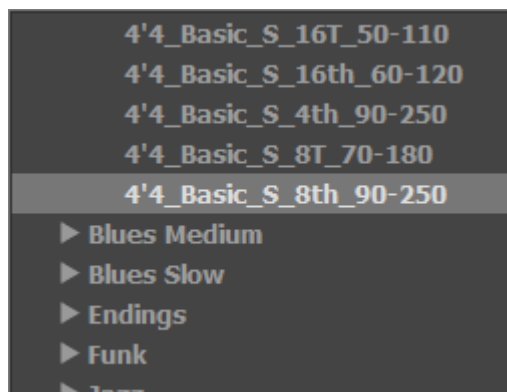 4'4_Basic_S_16T_50-110
4'4_Basic_S_16th_60-120
4'4_Basic_S_4th_90-250
4'4_Basic_S_8T_70-180
4'4_Basic_S_8th_90-250
Blues Medium
Blues Slow
Endings
Funk